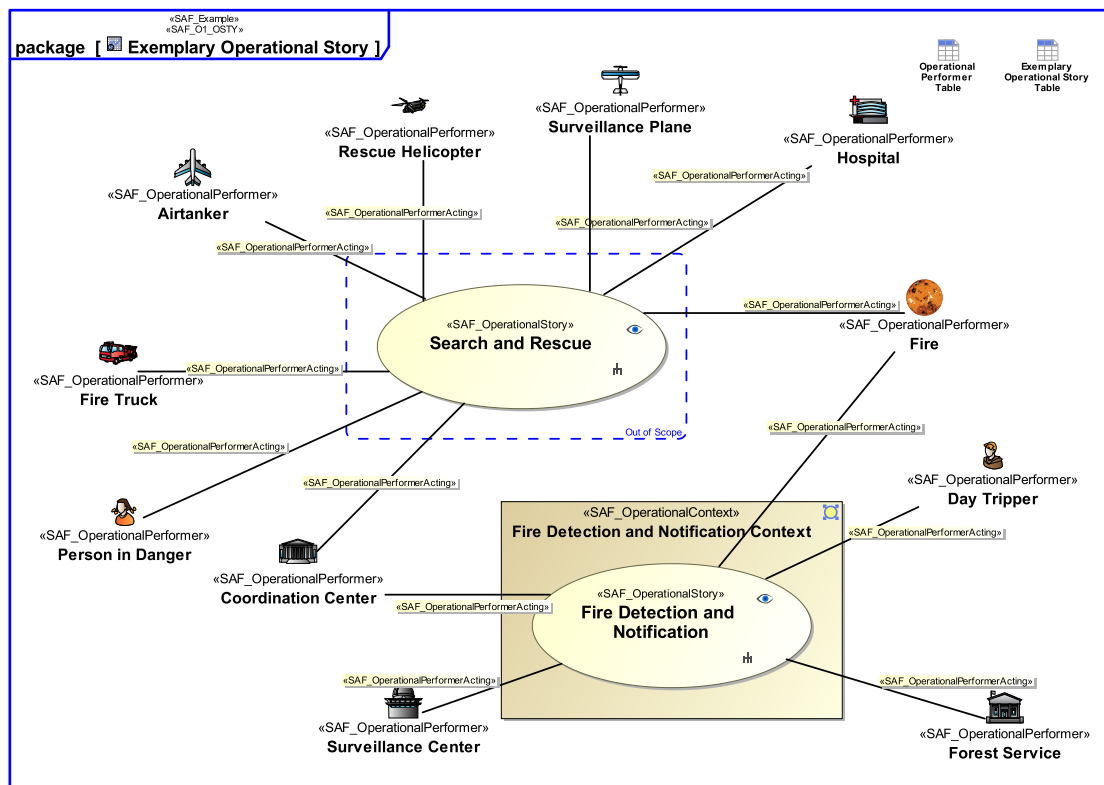 «SAF_Example»
«SAF_O1_OSTY»
package [ Exemplary Operational Story ]
Operational
Performer
Table
Exemplary
Operational Story
Table
«SAF_OperationalPerformer»
Surveillance Plane
«SAF_OperationalPerformer»
Rescue Helicopter
«SAF_OperationalPerformer»
Hospital
«SAF_OperationalPerformerActing»
«SAF_OperationalPerformer»
Airtanker
«SAF_OperationalPerformerActing»
«SAF_OperationalPerformerActing»
«SAF_OperationalPerformerActing»
«SAF_OperationalPerformerActing»
«SAF_OperationalPerformer»
Fire
«SAF_OperationalStory»
Search and Rescue
«SAF_OperationalPerformerActing»
«SAF_OperationalPerformer»
Fire Truck
Out of Scope
«SAF_OperationalPerformerActing»
«SAF_OperationalPerformerActing»
«SAF_OperationalPerformerActing»
«SAF_OperationalPerformer»
Day Tripper
«SAF_OperationalPerformer»
Person in Danger
«SAF_OperationalContext»
Fire Detection and Notification Context
«SAF_OperationalPerformerActing»
«SAF_OperationalPerformer»
Coordination Center
«SAF_OperationalPerformerActing»
«SAF_OperationalStory»
Fire Detection and
Notification
«SAF_OperationalPerformerActing»
«SAF_OperationalPerformerActing»
«SAF_OperationalPerformer»
Surveillance Center
«SAF_OperationalPerformer»
Forest Service